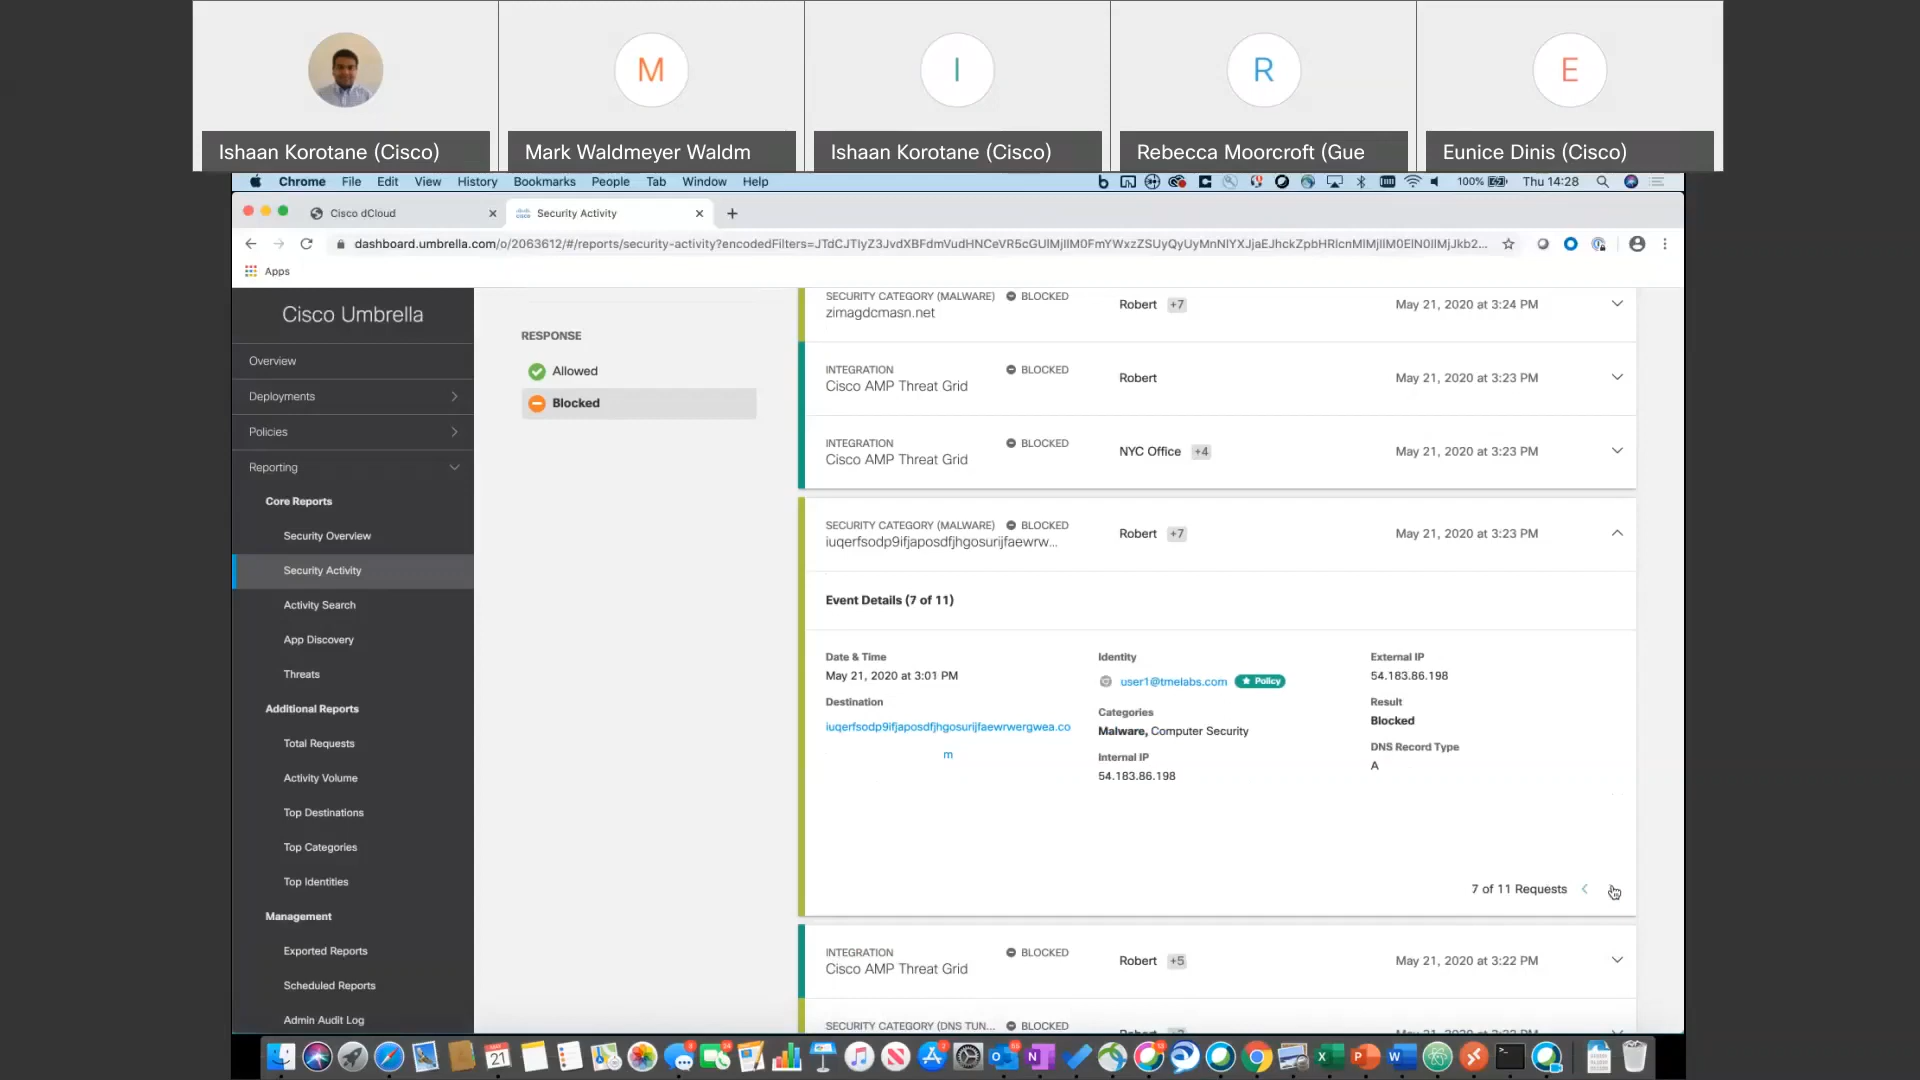 M
I
R
E
Ishaan Korotane (Cisco)
Mark Waldmeyer Waldm
Ishaan Korotane (Cisco)
Rebecca Moorcroft (Gue
Eunice Dinis (Cisco)
Chrome File Edit View History Bookmarks People Tab Window Help
100% Thu 14:28
Cisco dCloud
Security Activity
Apps
Cisco Umbrella
Overview
Deployments
Policies
Reporting
Core Reports
Security Overview
Security Activity
Activity Search
App Discovery
Threats
Additional Reports
Total Requests
Activity Volume
Top Destinations
Top Categories
Top Identities
Management
Exported Reports
Scheduled Reports
Admin Audit Log
RESPONSE
Allowed
Blocked
SECURITY CATEGORY (MALWARE) BLOCKED
zimagdcmasn.net
Robert +7
May 21, 2020 at 3:24 PM
INTEGRATION BLOCKED
Cisco AMP Threat Grid
Robert
May 21, 2020 at 3:23 PM
INTEGRATION BLOCKED
Cisco AMP Threat Grid
NYC Office +4
May 21, 2020 at 3:23 PM
SECURITY CATEGORY (MALWARE) BLOCKED
iuqerfsodp9ifjaposdfjhgosurijfaewrw...
Robert +7
May 21, 2020 at 3:23 PM
Event Details (7 of 11)
Date & Time
May 21, 2020 at 3:01 PM
Destination
iuqerfsodp9ifjaposdfjhgosurijfaewrwergwea.co
m
Identity
user1@tmelabs.com Policy
Categories
Malware, Computer Security
Internal IP
54.183.86.198
External IP
54.183.86.198
Result
Blocked
DNS Record Type
A
7 of 11 Requests
INTEGRATION BLOCKED
Cisco AMP Threat Grid
Robert +5
May 21, 2020 at 3:22 PM
SECURITY CATEGORY (DNS TUN... BLOCKED